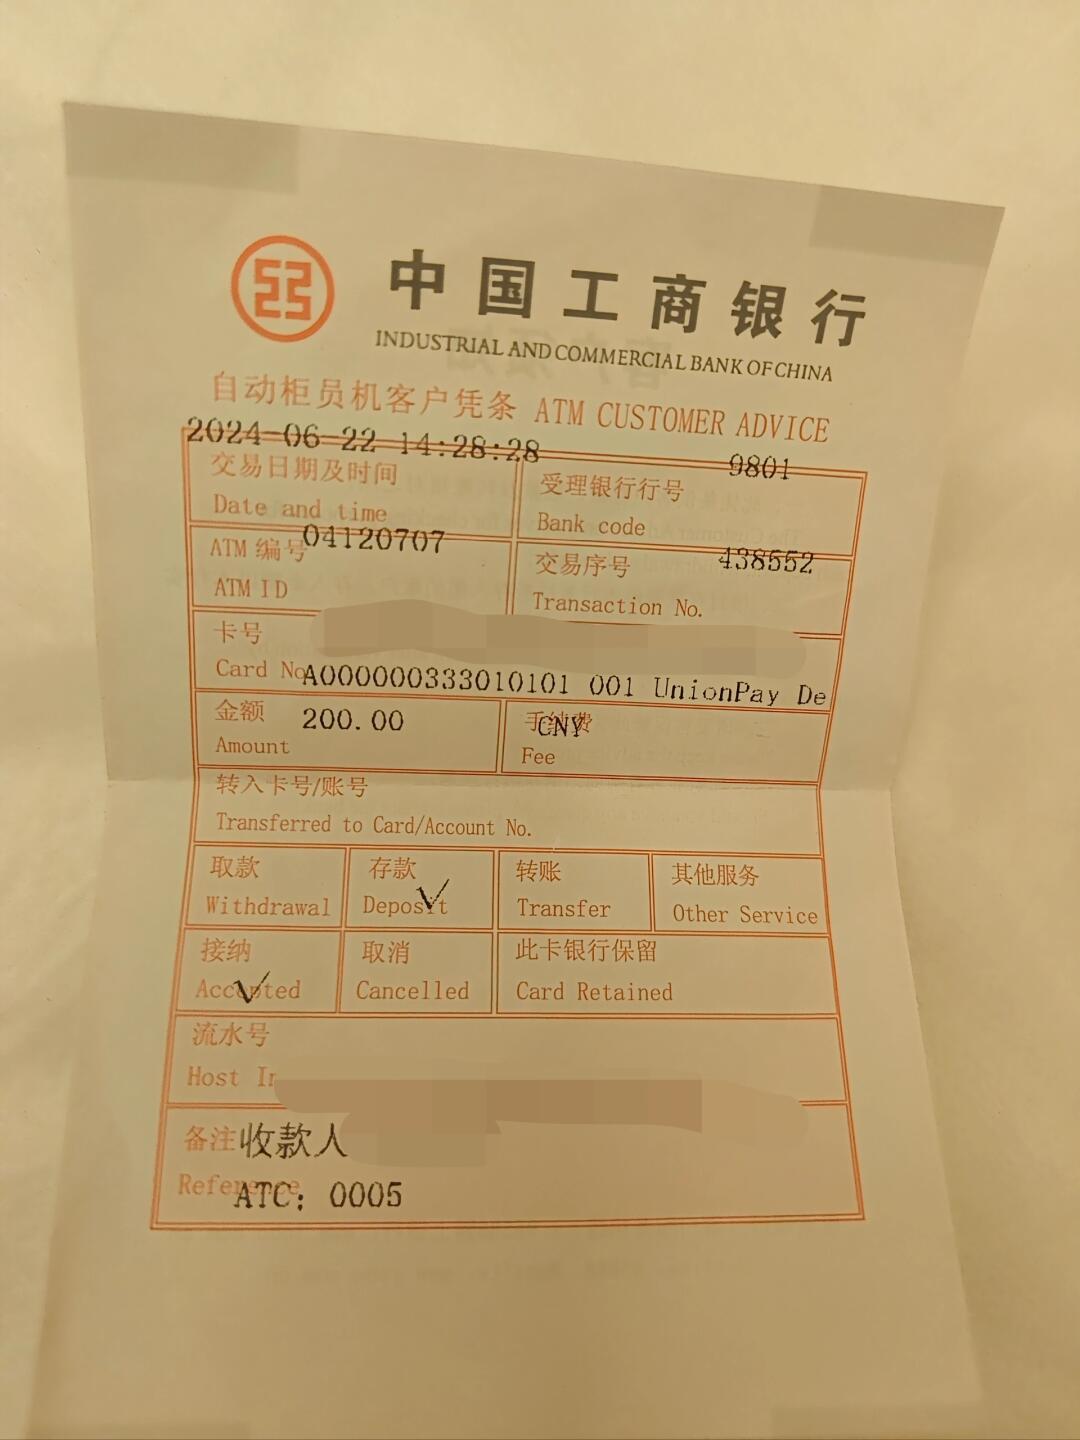 中国工商银行
INDUSTRIAL AND COMMERCIAL BANK OF CHINA
自动柜员机客户凭条 ATM CUSTOMER ADVICE
2024-06-22 14:28:28
9801
交易日期及时间
受理银行行号
Date and time
Bank code
04120707
438552
ATM 编号
交易序号
ATM ID
Transaction No.
卡号
Card No
A000000333010101 001 UnionPay De
金额 200.00
手续费 CNY
Amount
Fee
转入卡号/账号
Transferred to Card/Account No.
取款 存款 转账 其他服务
Withdrawal Deposit Transfer Other Service
接纳 取消 此卡银行保留
Accepted Cancelled Card Retained
流水号
Host
备注 收款人
Reference
ATC: 0005